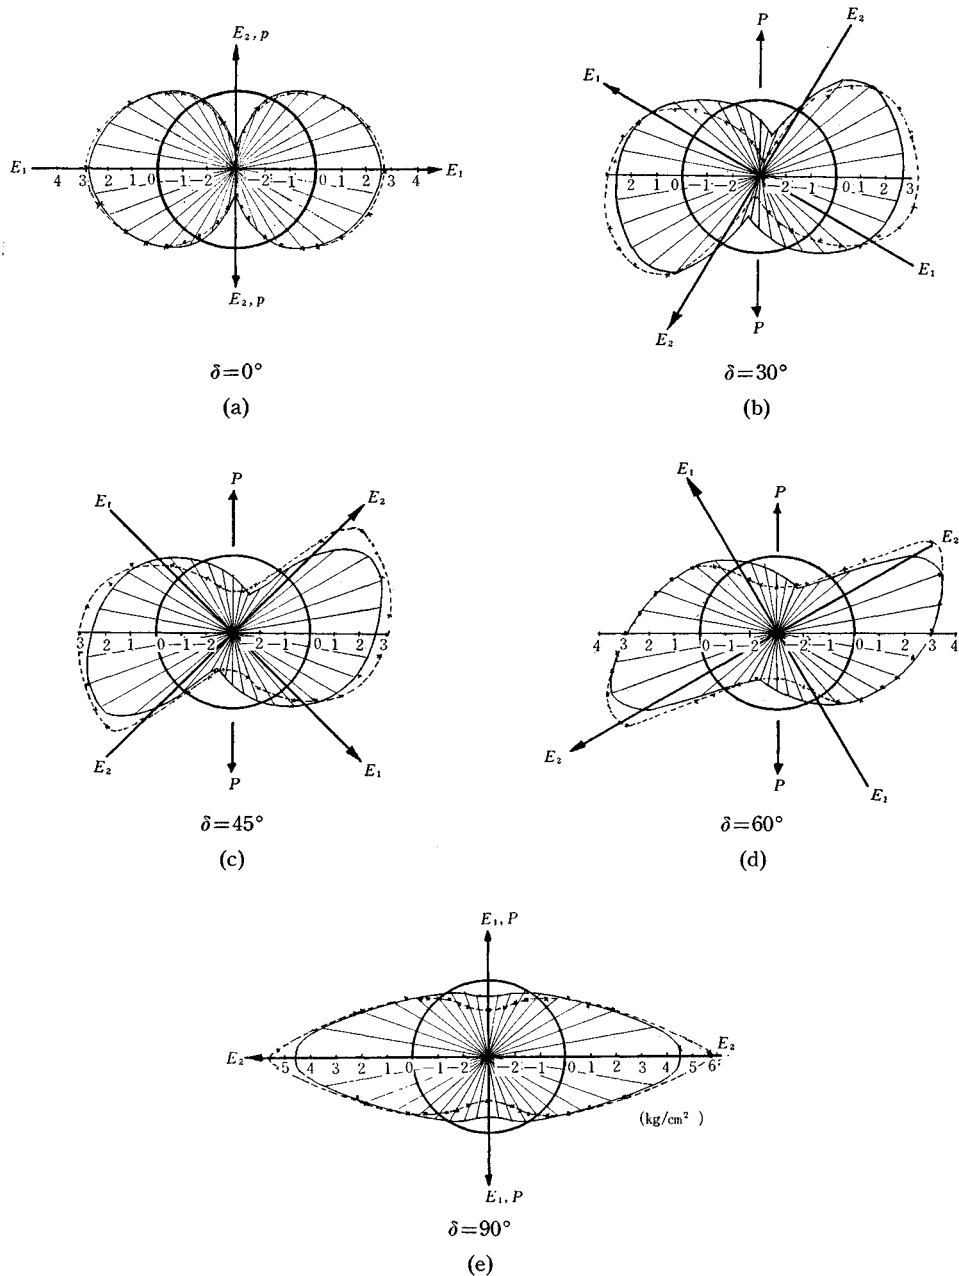 E₂, p
E₁ 4 3 2 1 0 −1 −2 −2 −1 0 1 2 3 4 E₁
E₂, p
δ=0°
(a)
P
E₂
E₁
2 1 0 −1 −2 −2 −1 0 1 2 3
E₁
P
E₂
δ=30°
(b)
P
E₁
E₂
3 2 1 0 −1 −2 2 −1 0 1 2 3
E₂
E₁
P
δ=45°
(c)
E₁
P
E₂
4 3 2 1 0 −1 −2 2 −1 0 1 2 3 4
E₂
P
E₁
δ=60°
(d)
E₁, P
E₂ 5 4 3 2 1 0 −1 −2 −2 −1 0 1 2 3 4 5 6 E₂
(kg/cm² )
E₁, P
δ=90°
(e)